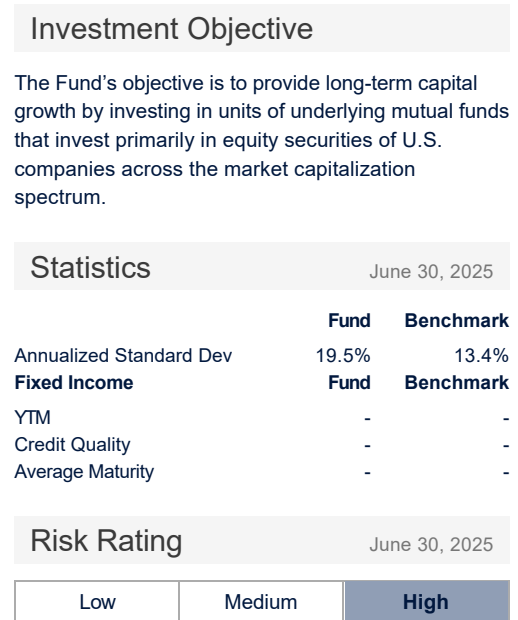 Investment Objective
The Fund’s objective is to provide long-term capital
growth by investing in units of underlying mutual funds
that invest primarily in equity securities of U.S.
companies across the market capitalization
spectrum.
Statistics June 30, 2025
Fund Benchmark
Annualized Standard Dev 19.5% 13.4%
Fixed Income Fund Benchmark
YTM - -
Credit Quality - -
Average Maturity - -
Risk Rating June 30, 2025
Low Medium High